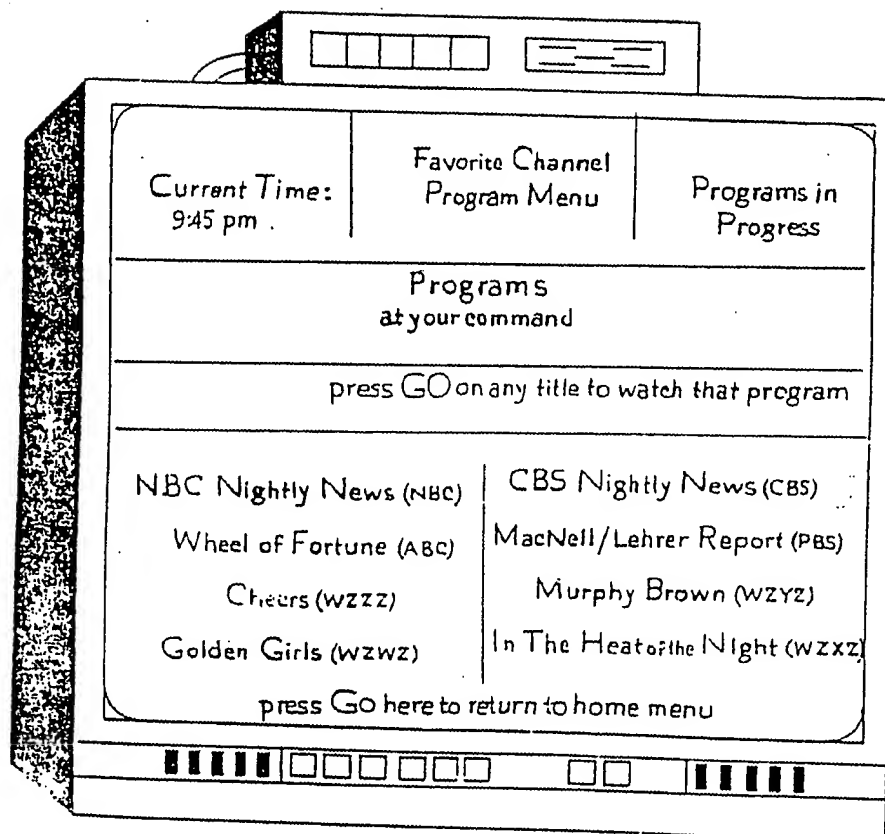 Current Time:
9:45 pm
Favorite Channel
Program Menu
Programs in
Progress
Programs
at your command
press GO on any title to watch that program
NBC Nightly News (NBC)
CBS Nightly News (CBS)
Wheel of Fortune (ABC)
MacNell/Lehrer Report (PBS)
Cheers (WZZZ)
Murphy Brown (WZYZ)
Golden Girls (WZWZ)
In The Heat of the Night (WZXZ)
press Go here to return to home menu